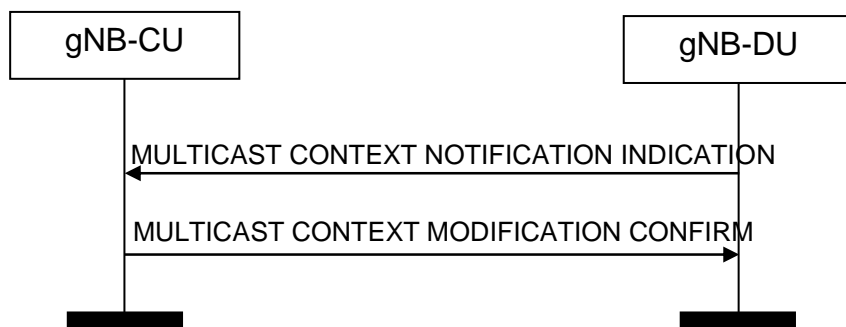 gNB-CU
gNB-DU
MULTICAST CONTEXT NOTIFICATION INDICATION
MULTICAST CONTEXT MODIFICATION CONFIRM